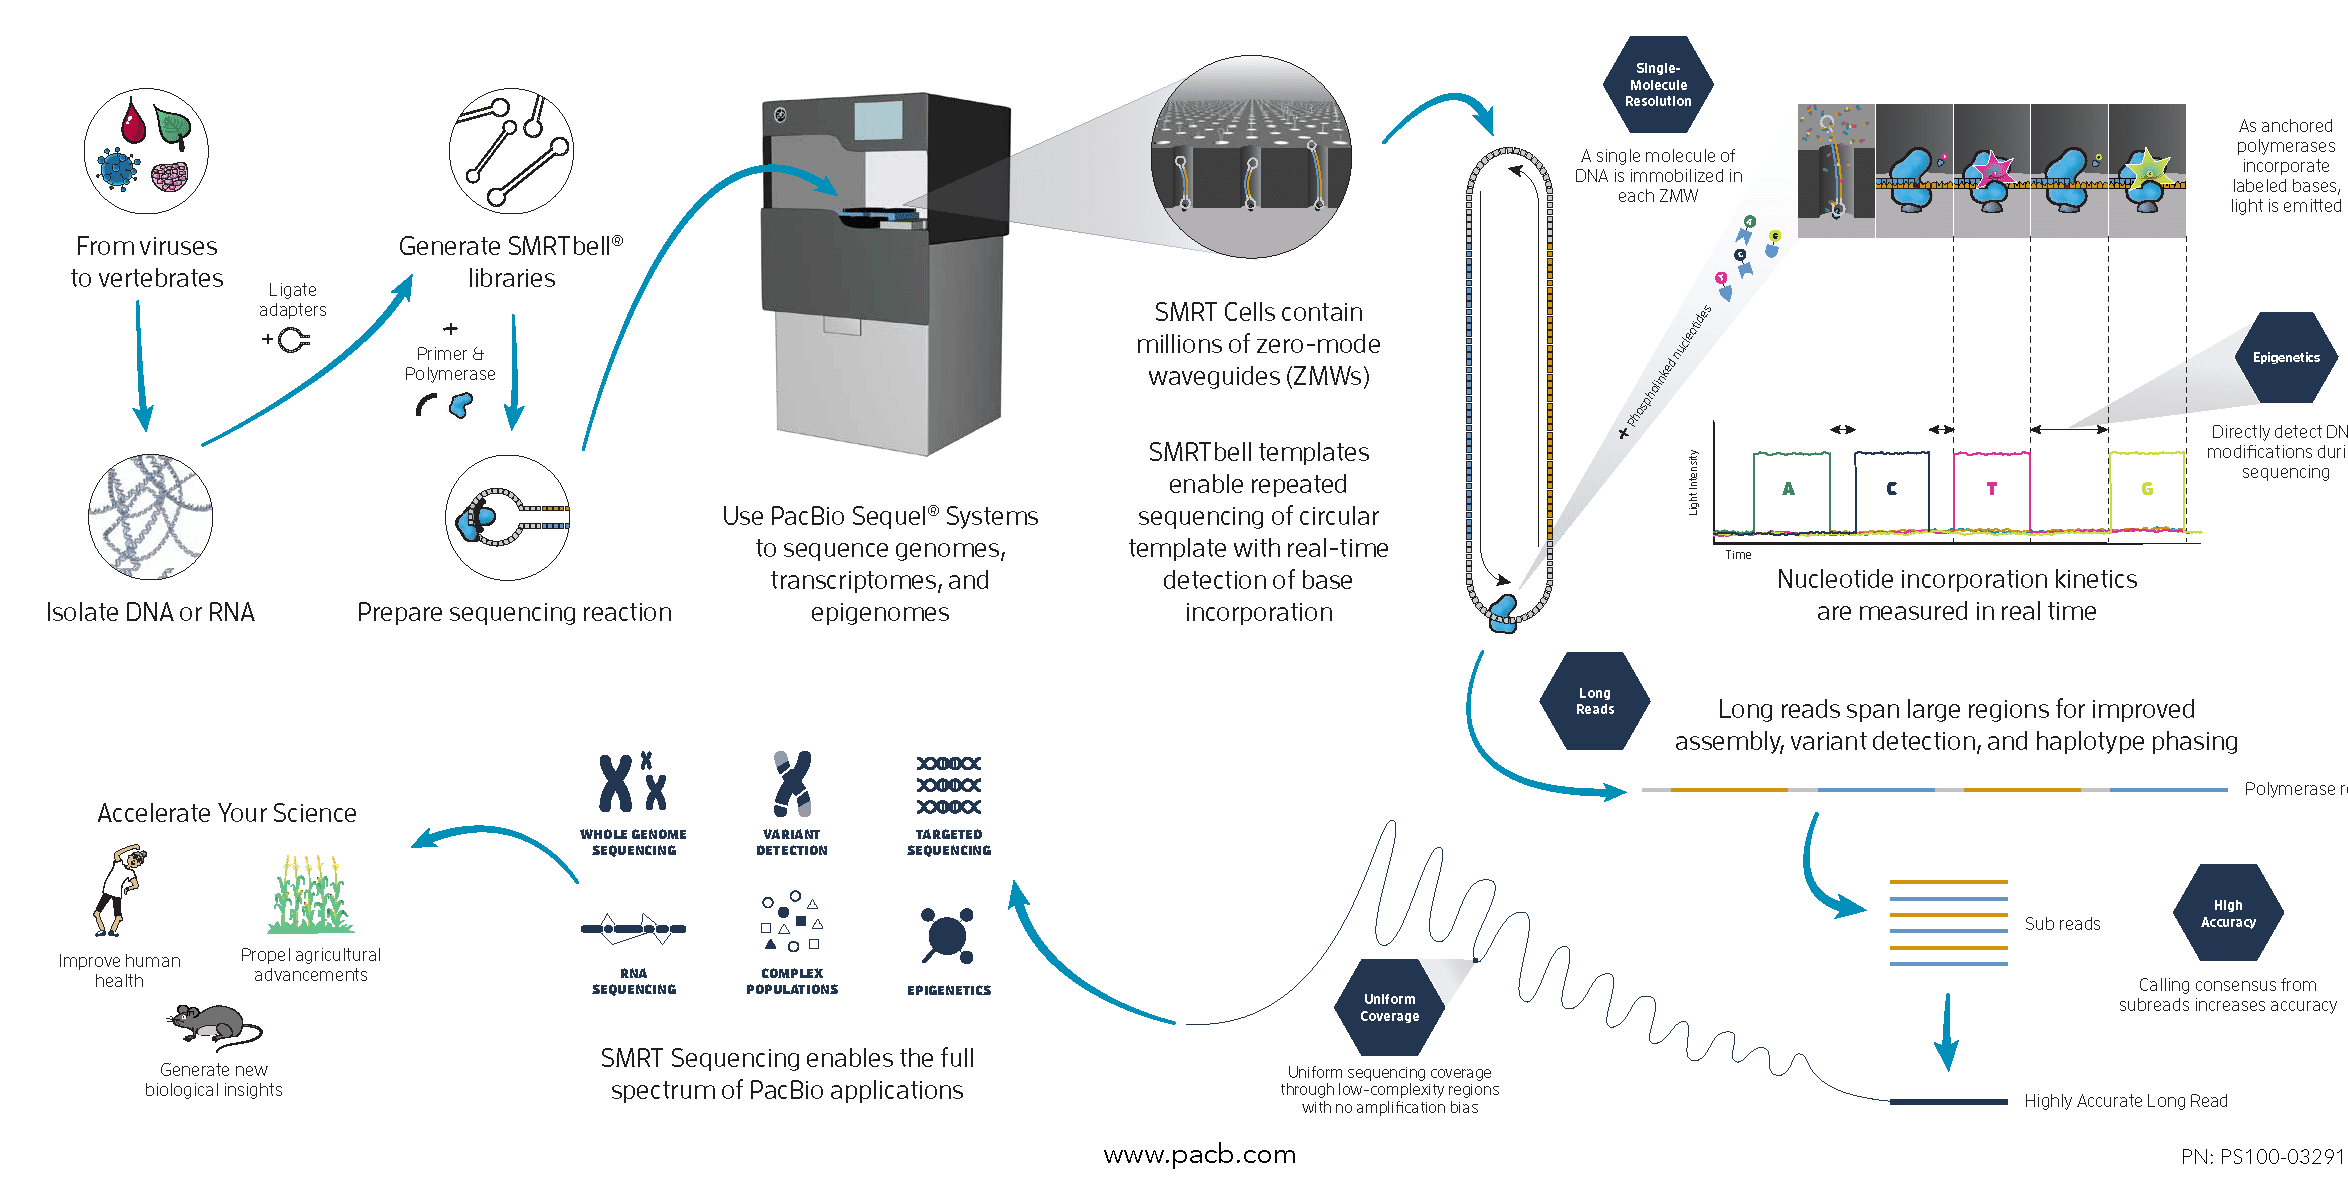 From viruses
to vertebrates
Ligate
adapters
+
Isolate DNA or RNA
Generate SMRTbell®
libraries
+
Primer &
Polymerase
Prepare sequencing reaction
Use PacBio Sequel® Systems
to sequence genomes,
transcriptomes, and
epigenomes
SMRT Cells contain
millions of zero-mode
waveguides (ZMWs)
SMRTbell templates
enable repeated
sequencing of circular
template with real-time
detection of base
incorporation
Single-
Molecule
Resolution
A single molecule of
DNA is immobilized in
each ZMW
+ Phospholinked nucleotides
A
G
C
T
As anchored
polymerases
incorporate
labeled bases,
light is emitted
Epigenetics
Directly detect DN
modifications duri
sequencing
Light Intensity
A
C
T
G
Time
Nucleotide incorporation kinetics
are measured in real time
Long
Reads
Long reads span large regions for improved
assembly, variant detection, and haplotype phasing
Polymerase r
Sub reads
High
Accuracy
Calling consensus from
subreads increases accuracy
Highly Accurate Long Read
Uniform
Coverage
Uniform sequencing coverage
through low-complexity regions
with no amplification bias
WHOLE GENOME
SEQUENCING
VARIANT
DETECTION
TARGETED
SEQUENCING
RNA
SEQUENCING
COMPLEX
POPULATIONS
EPIGENETICS
SMRT Sequencing enables the full
spectrum of PacBio applications
Accelerate Your Science
Improve human
health
Propel agricultural
advancements
Generate new
biological insights
www.pacb.com
PN: PS100-03291